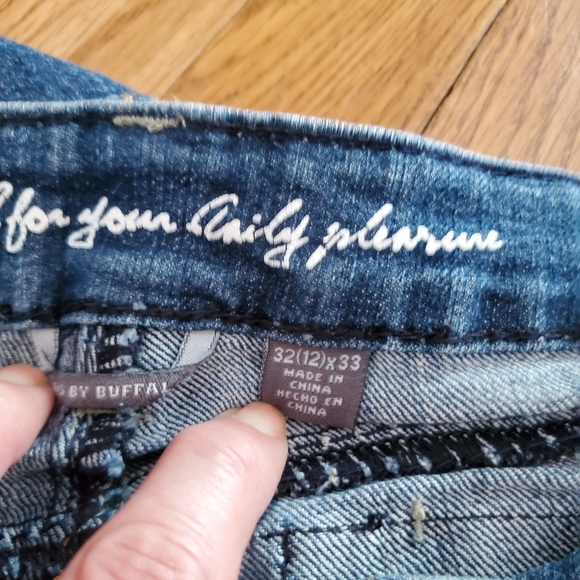 for your daily pleasure
BY BUFFAL
32(12)x33
MADE IN
CHINA
HECHO EN
CHINA